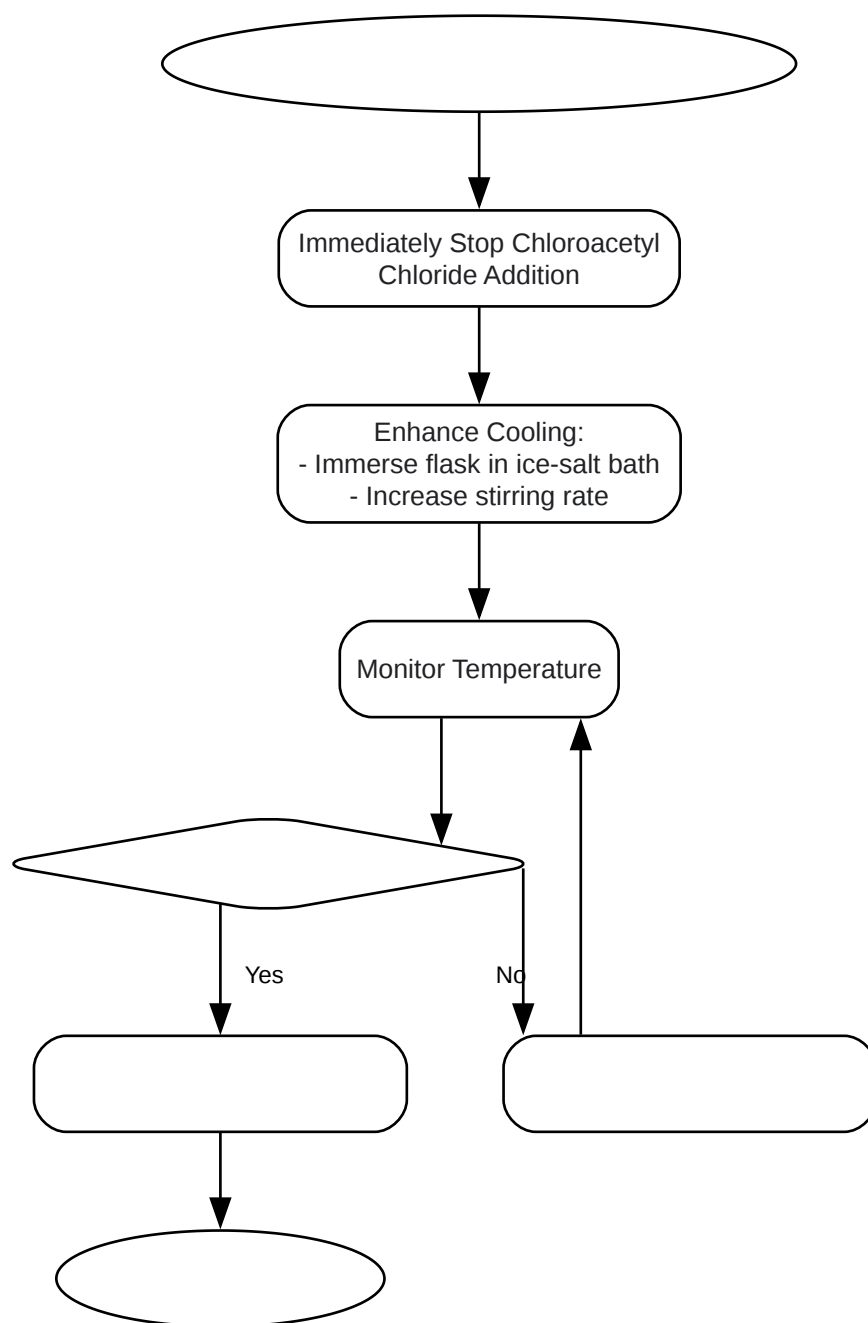 Immediately Stop Chloroacetyl
Chloride Addition
Enhance Cooling:
- Immerse flask in ice-salt bath
- Increase stirring rate
Monitor Temperature
Yes
No